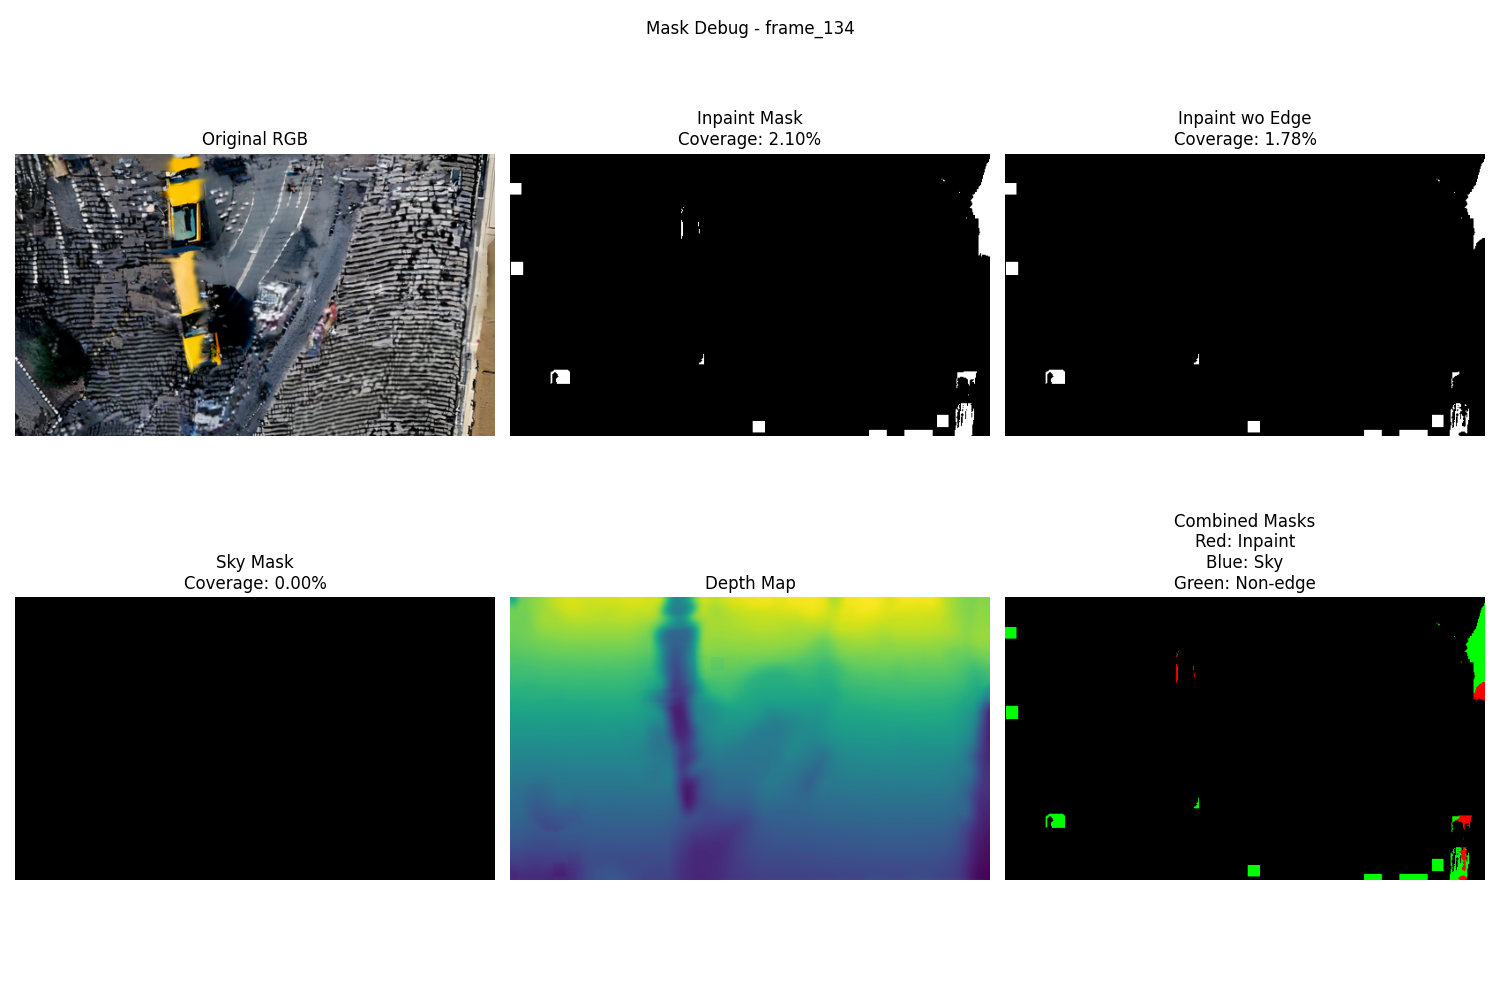 Mask Debug - frame_134
Original RGB
Inpaint Mask
Coverage: 2.10%
Inpaint wo Edge
Coverage: 1.78%
Sky Mask
Coverage: 0.00%
Depth Map
Combined Masks
Red: Inpaint
Blue: Sky
Green: Non-edge